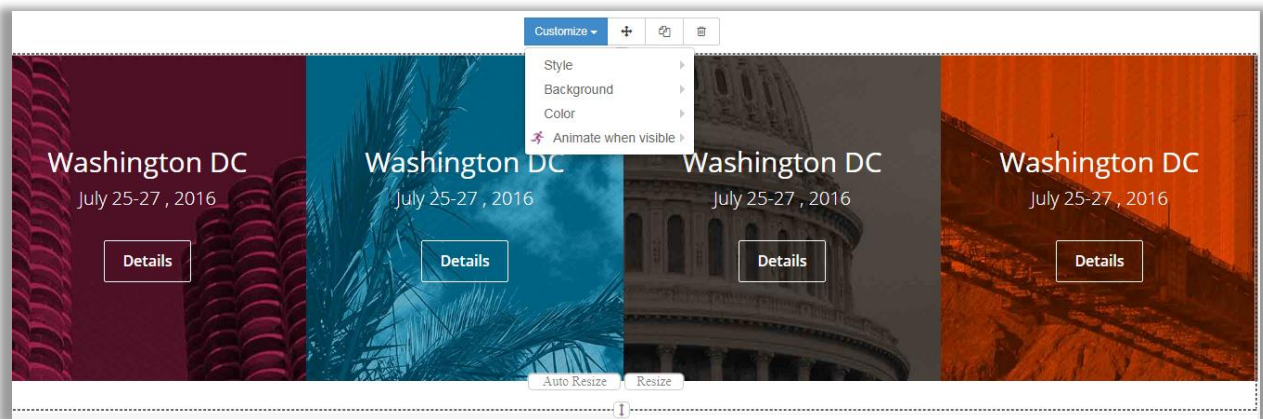 Customize
Style
Background
Color
Animate when visible
Washington DC
July 25-27 , 2016
Details
Washington DC
July 25-27 , 2016
Details
Washington DC
July 25-27 , 2016
Details
Washington DC
July 25-27 , 2016
Details
Auto Resize
Resize